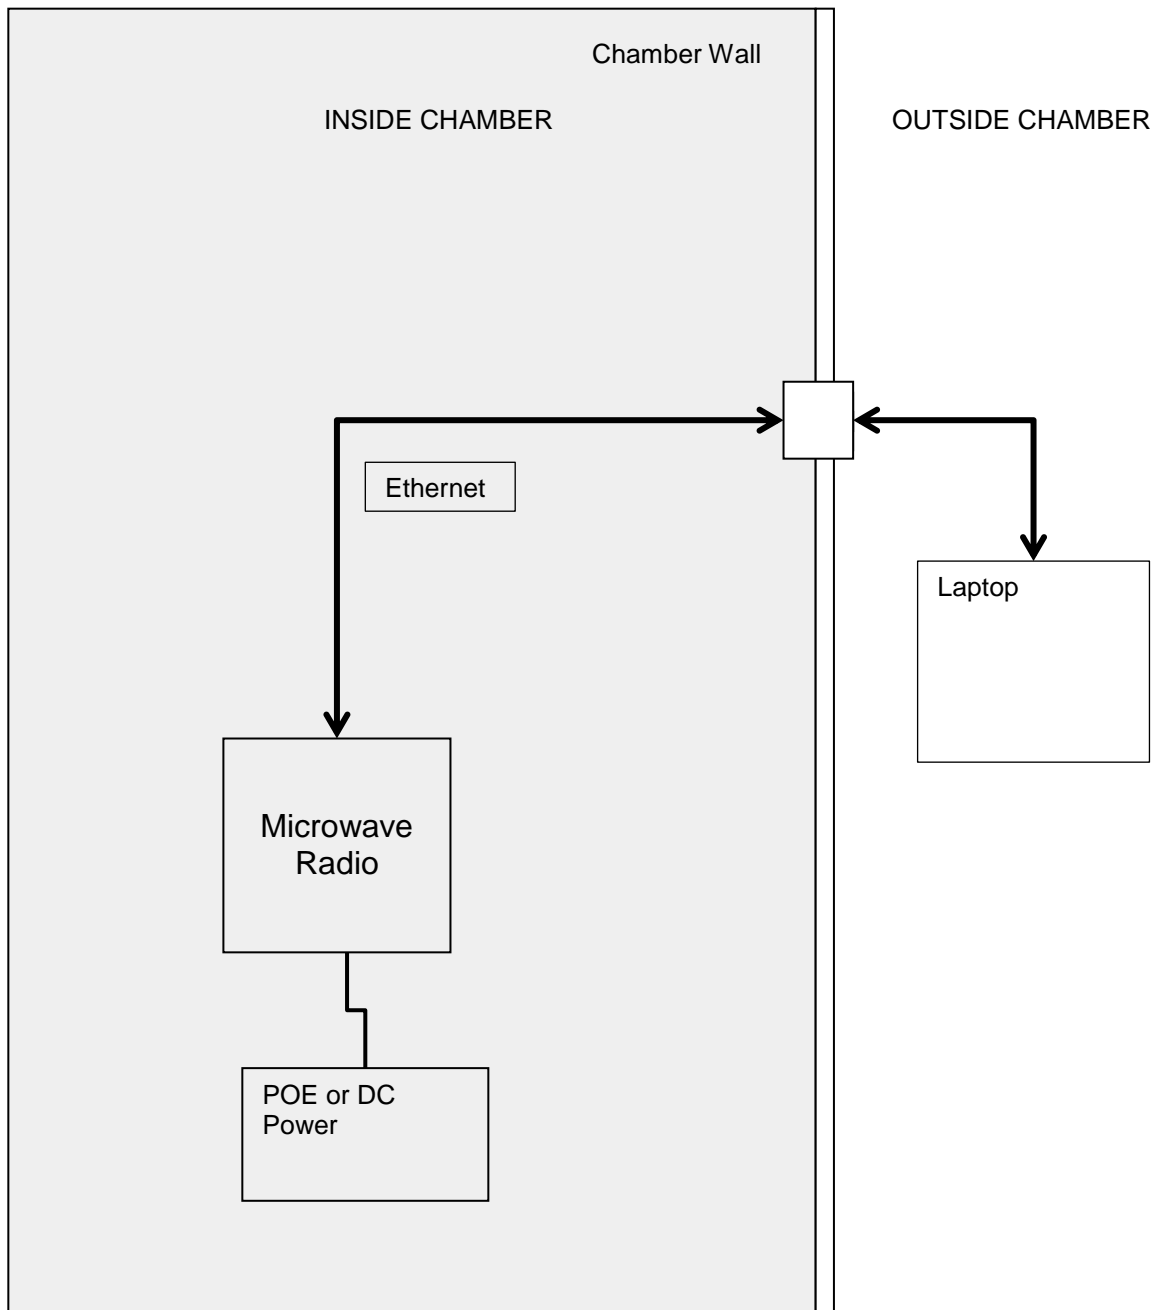 Chamber Wall
INSIDE CHAMBER
OUTSIDE CHAMBER
Ethernet
Laptop
Microwave
Radio
POE or DC
Power